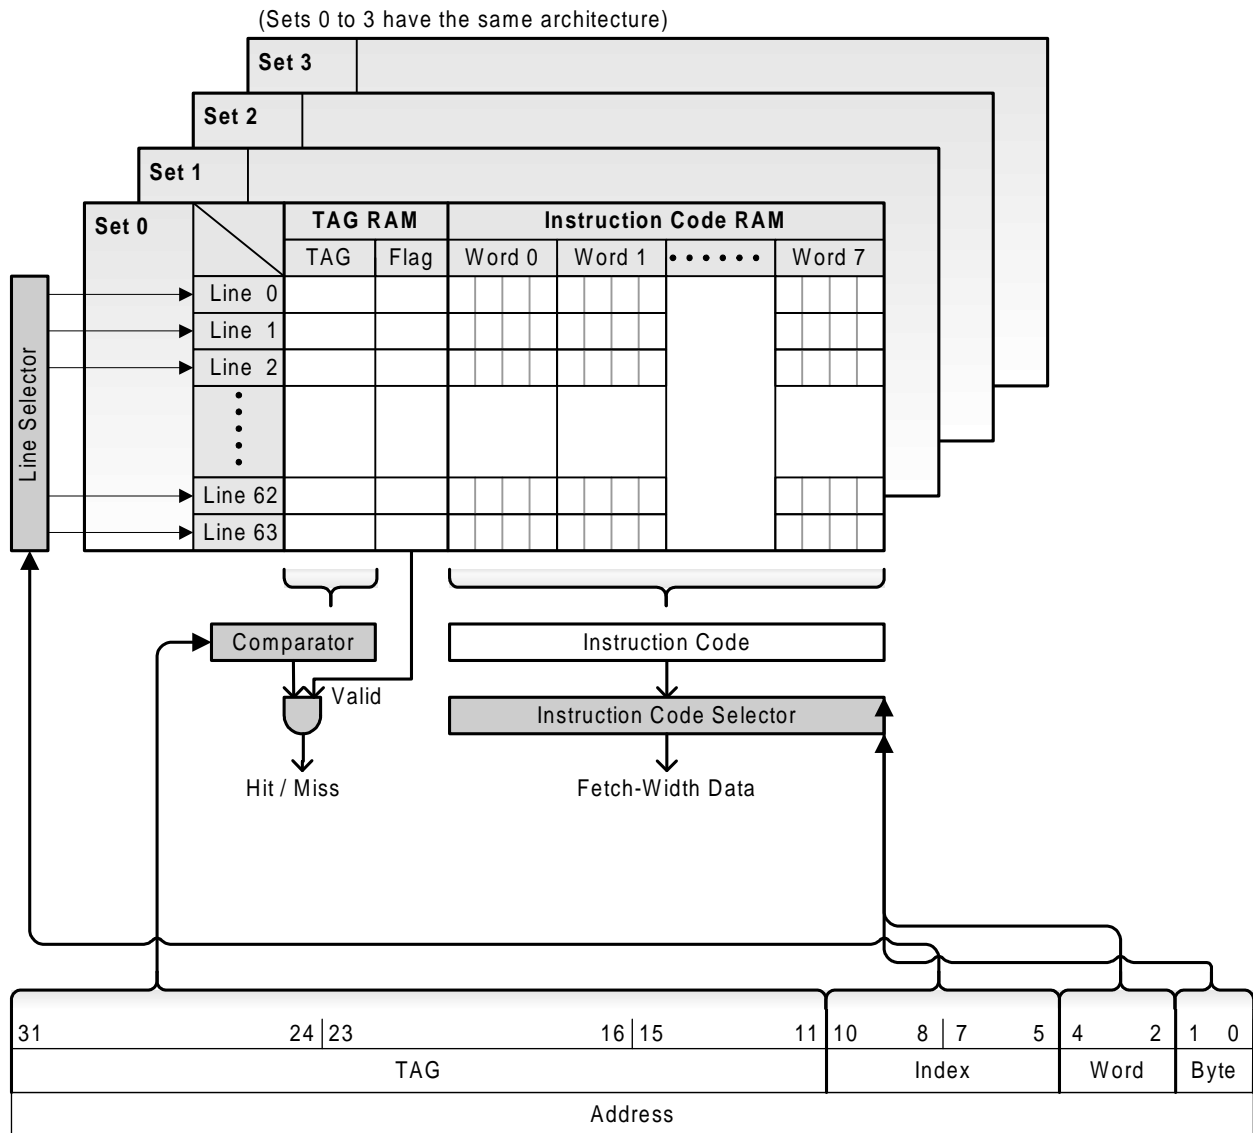 (Sets 0 to 3 have the same architecture)
Set 3
Set 2
Set 1
Set 0
TAG RAM
Instruction Code RAM
TAG
Flag
Word 0
Word 1
Word 7
Line 0
Line 1
Line 2
Line 62
Line 63
Line Selector
Comparator
Instruction Code
Valid
Instruction Code Selector
Hit / Miss
Fetch-Width Data
31 24 23 16 15 11 10 8 7 5 4 2 1 0
TAG Index Word Byte
Address